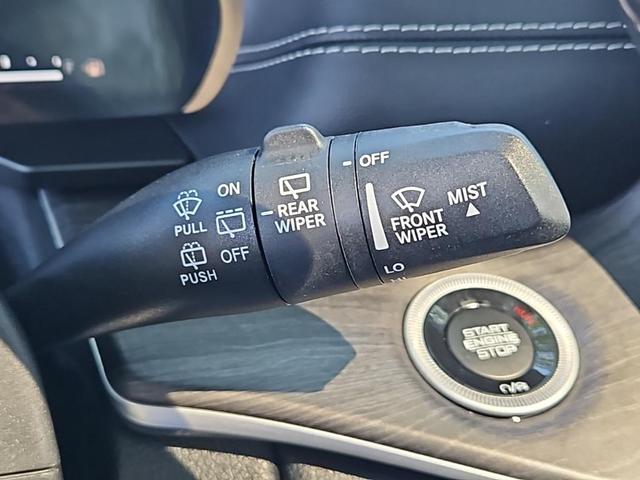 ON
PULL
OFF
PUSH
REAR
WIPER
OFF
FRONT
WIPER
MIST
LO
START
ENGINE
STOP